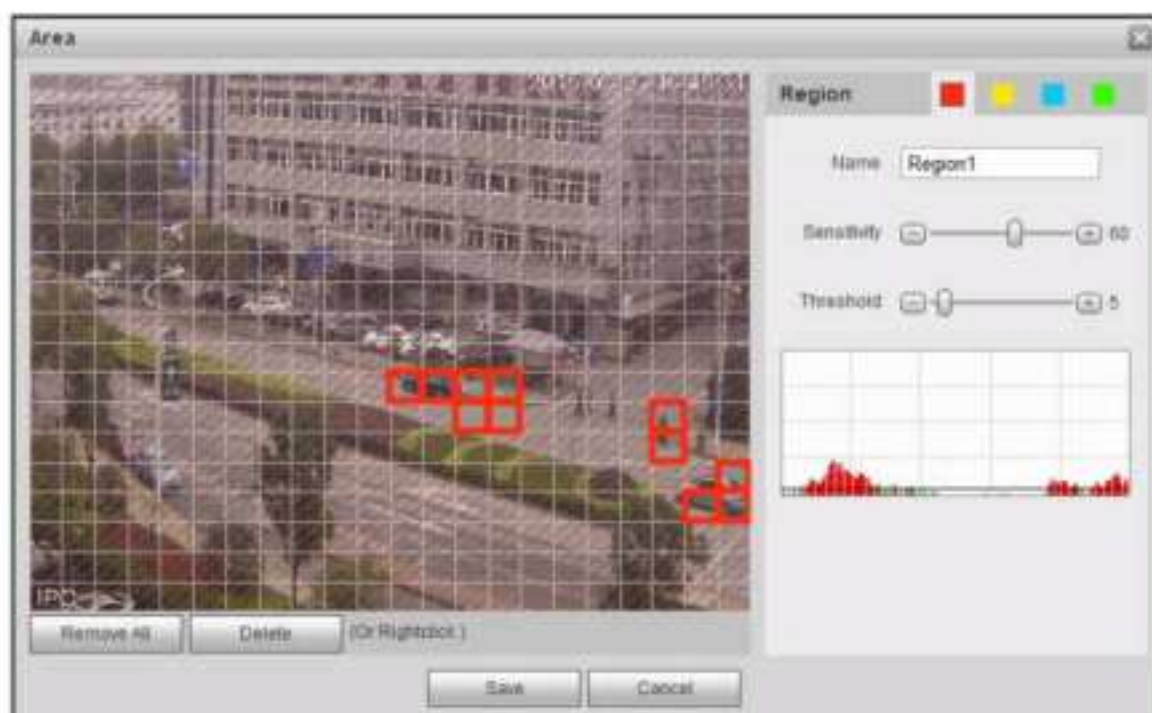 Area
Region
Name Region1
Sensitivity 60
Threshold 5
IPC
Remove All Delete (Or Rightclick.)
Save Cancel